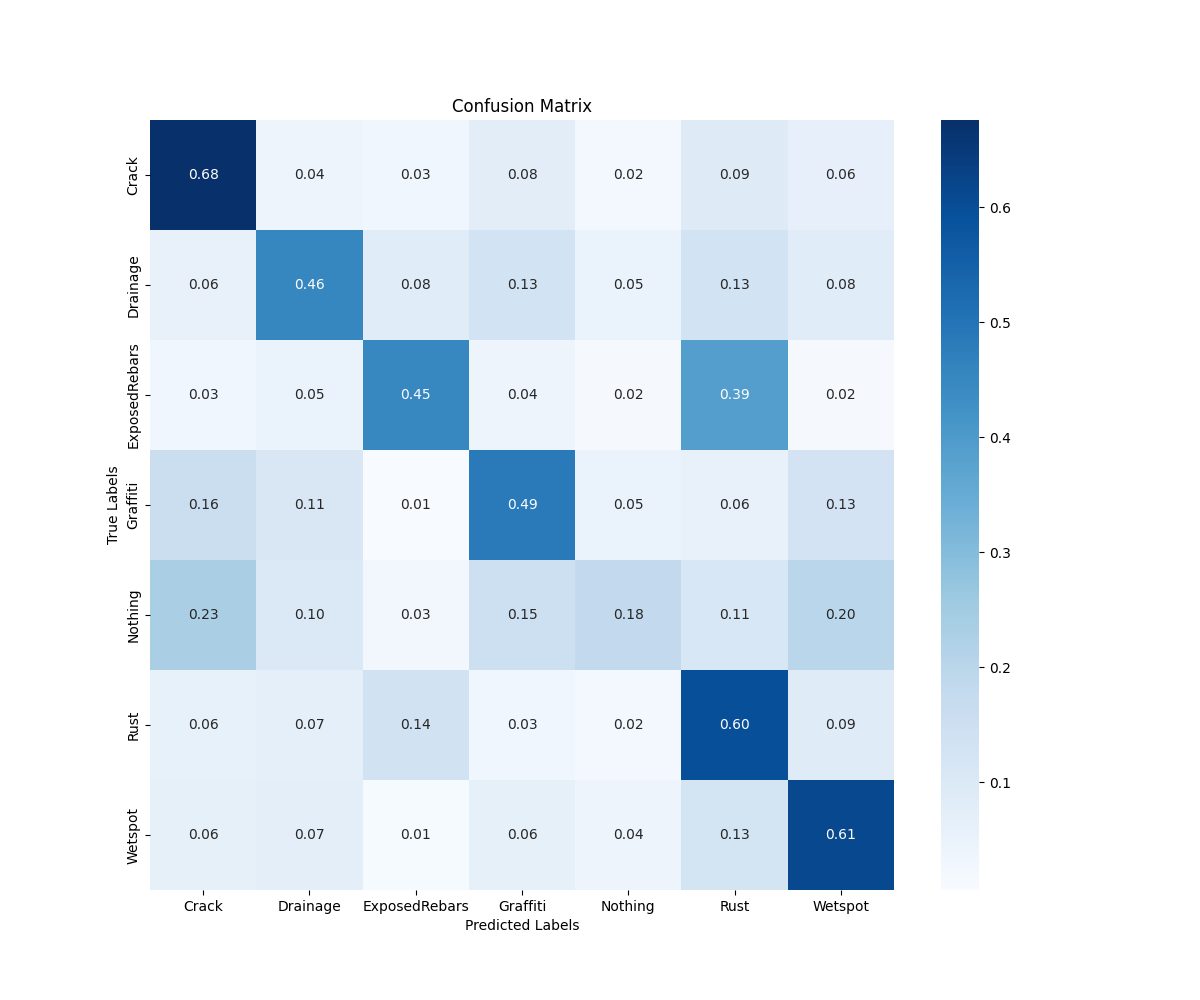 Confusion Matrix
Crack 0.68 0.04 0.03 0.08 0.02 0.09 0.06
Drainage 0.06 0.46 0.08 0.13 0.05 0.13 0.08
ExposedRebars 0.03 0.05 0.45 0.04 0.02 0.39 0.02
Graffiti 0.16 0.11 0.01 0.49 0.05 0.06 0.13
Nothing 0.23 0.10 0.03 0.15 0.18 0.11 0.20
Rust 0.06 0.07 0.14 0.03 0.02 0.60 0.09
Wetspot 0.06 0.07 0.01 0.06 0.04 0.13 0.61
True Labels
Crack Drainage ExposedRebars Graffiti Nothing Rust Wetspot
Predicted Labels
0.6
0.5
0.4
0.3
0.2
0.1